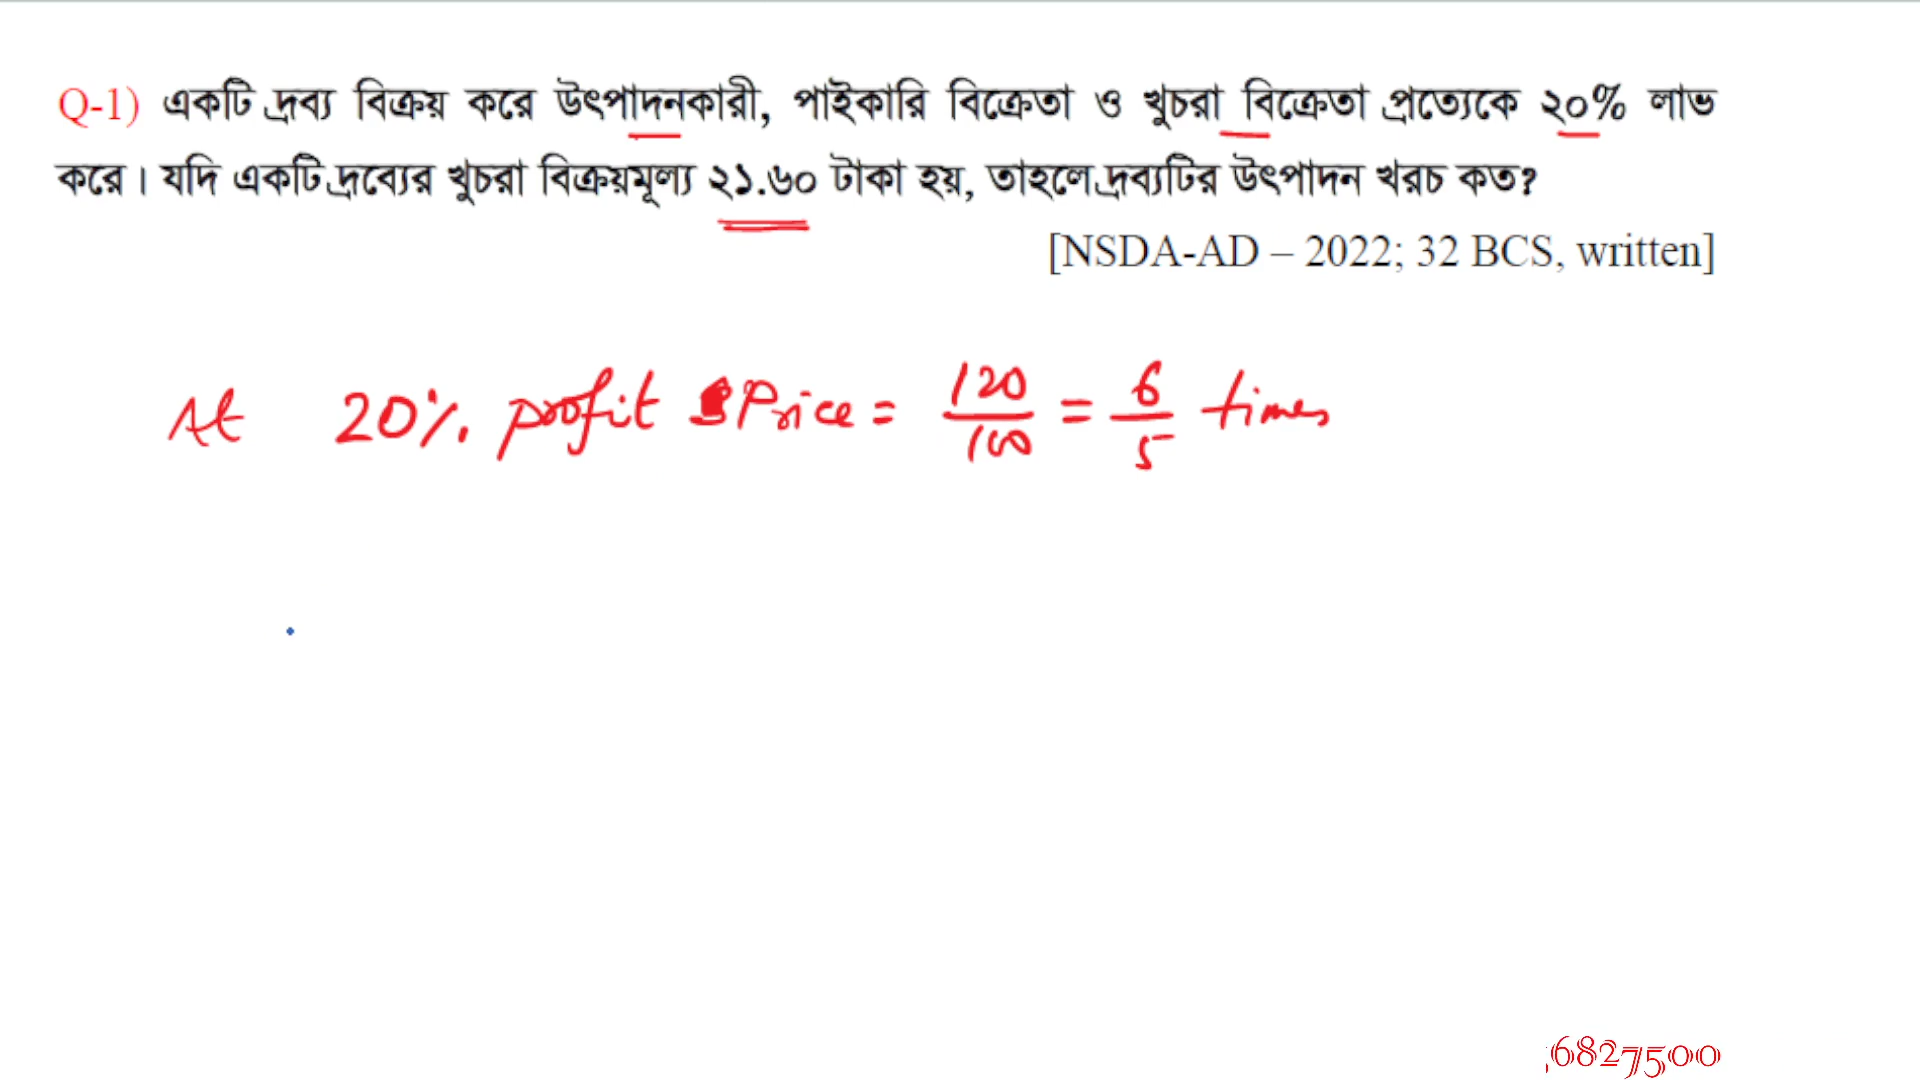 Q-1) একটি দ্রব্য বিক্রয় করে উৎপাদনকারী, পাইকারি বিক্রেতা ও খুচরা বিক্রেতা প্রত্যেকে ২০% লাভ
করে। যদি একটি দ্রব্যের খুচরা বিক্রয়মূল্য ২১.৬০ টাকা হয়, তাহলে দ্রব্যটির উৎপাদন খরচ কত?
[NSDA-AD – 2022; 32 BCS, written]
At 20% profit Price = 120/100 = 6/5 times
6827500